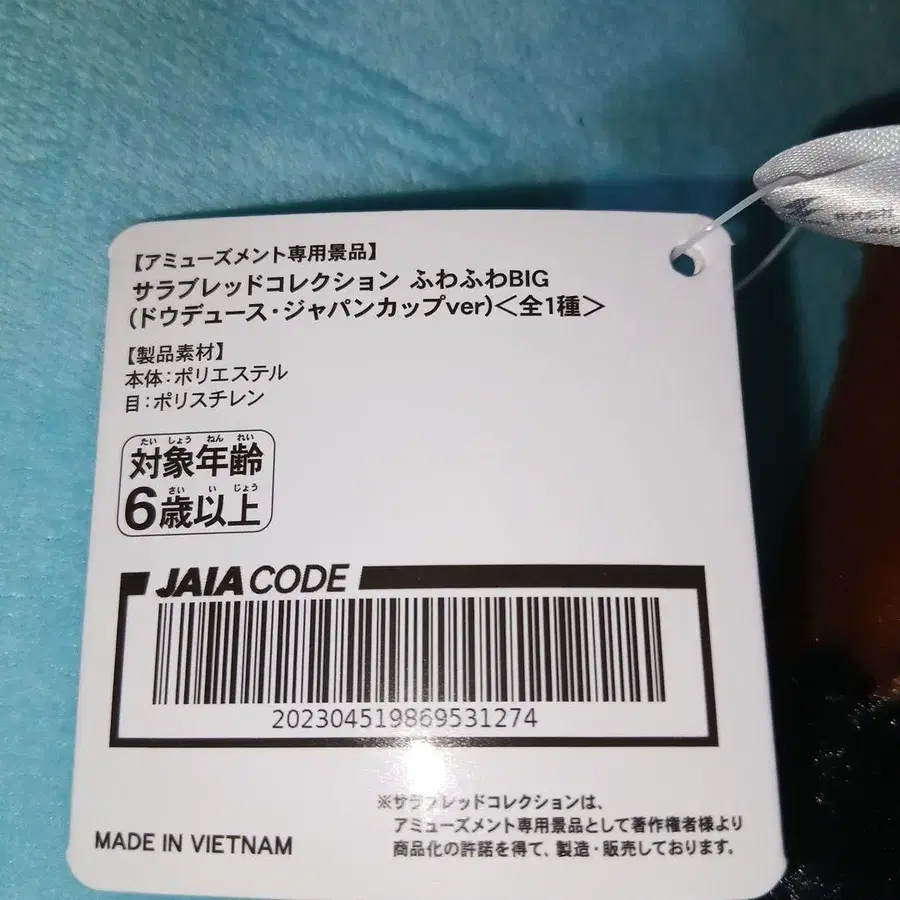 【アミューズメント専用景品】
サラブレッドコレクション ふわふわBIG
(ドウデュース・ジャパンカップver)＜全1種＞
【製品素材】
本体：ポリエステル
目：ポリスチレン
たい しょう ねん れい
対象年齢
さい い じょう
6歳以上
JAIA CODE
202304519869531274
※サラブレッドコレクションは、
アミューズメント専用景品として著作権者様より
商品化の許諾を得て、製造・販売しております。
MADE IN VIETNAM
株式会社